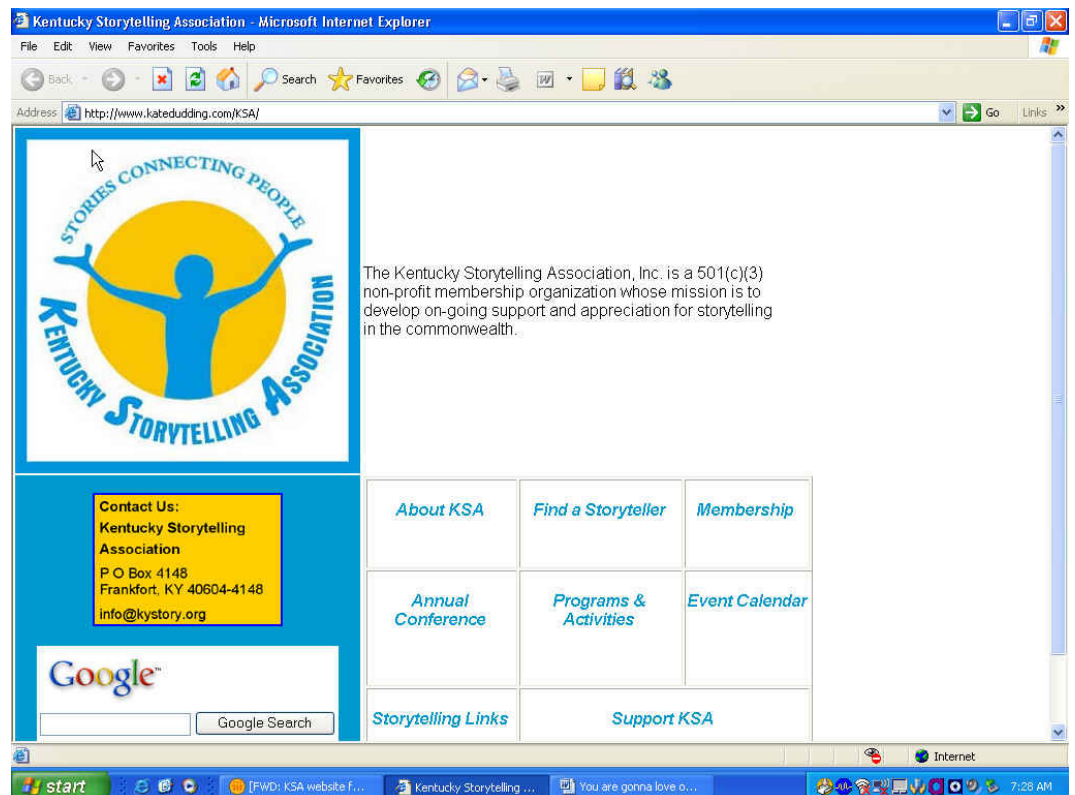 Kentucky Storytelling Association - Microsoft Internet Explorer
File Edit View Favorites Tools Help
Back Search Favorites
Address http://www.katedudding.com/KSA/ Go Links »
STORIES CONNECTING PEOPLE
KENTUCKY STORYTELLING ASSOCIATION
The Kentucky Storytelling Association, Inc. is a 501(c)(3)
non-profit membership organization whose mission is to
develop on-going support and appreciation for storytelling
in the commonwealth.
Contact Us:
Kentucky Storytelling
Association
P O Box 4148
Frankfort, KY 40604-4148
info@kystory.org
Google™
Google Search
About KSA Find a Storyteller Membership
Annual
Conference
Programs &
Activities
Event Calendar
Storytelling Links Support KSA
Internet
start [FWD: KSA website f... Kentucky Storytelling ... You are gonna love o... 7:28 AM